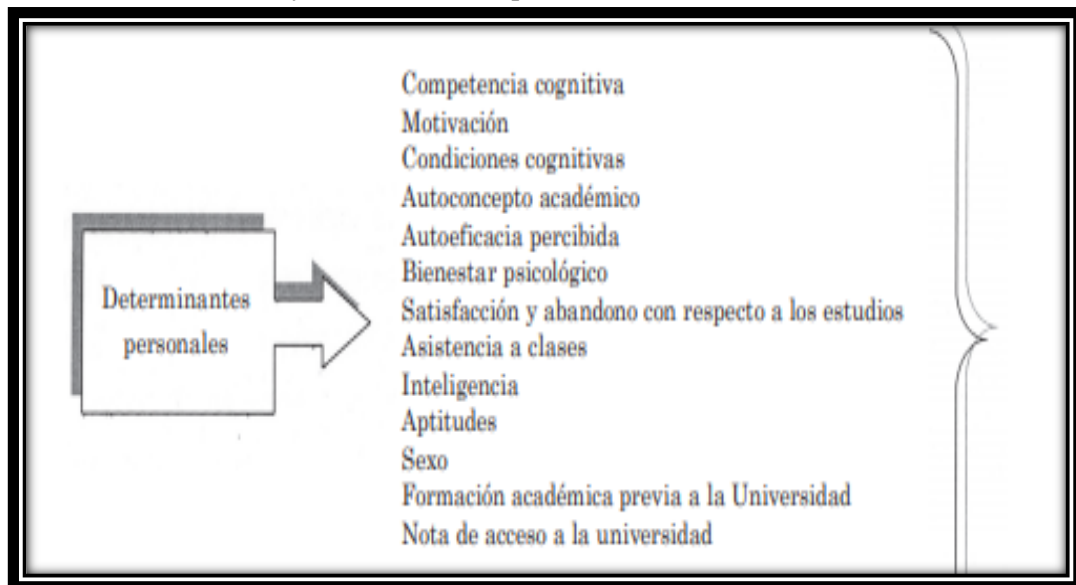 Determinantes
personales
Competencia cognitiva
Motivación
Condiciones cognitivas
Autoconcepto académico
Autoeficacia percibida
Bienestar psicológico
Satisfacción y abandono con respecto a los estudios
Asistencia a clases
Inteligencia
Aptitudes
Sexo
Formación académica previa a la Universidad
Nota de acceso a la universidad